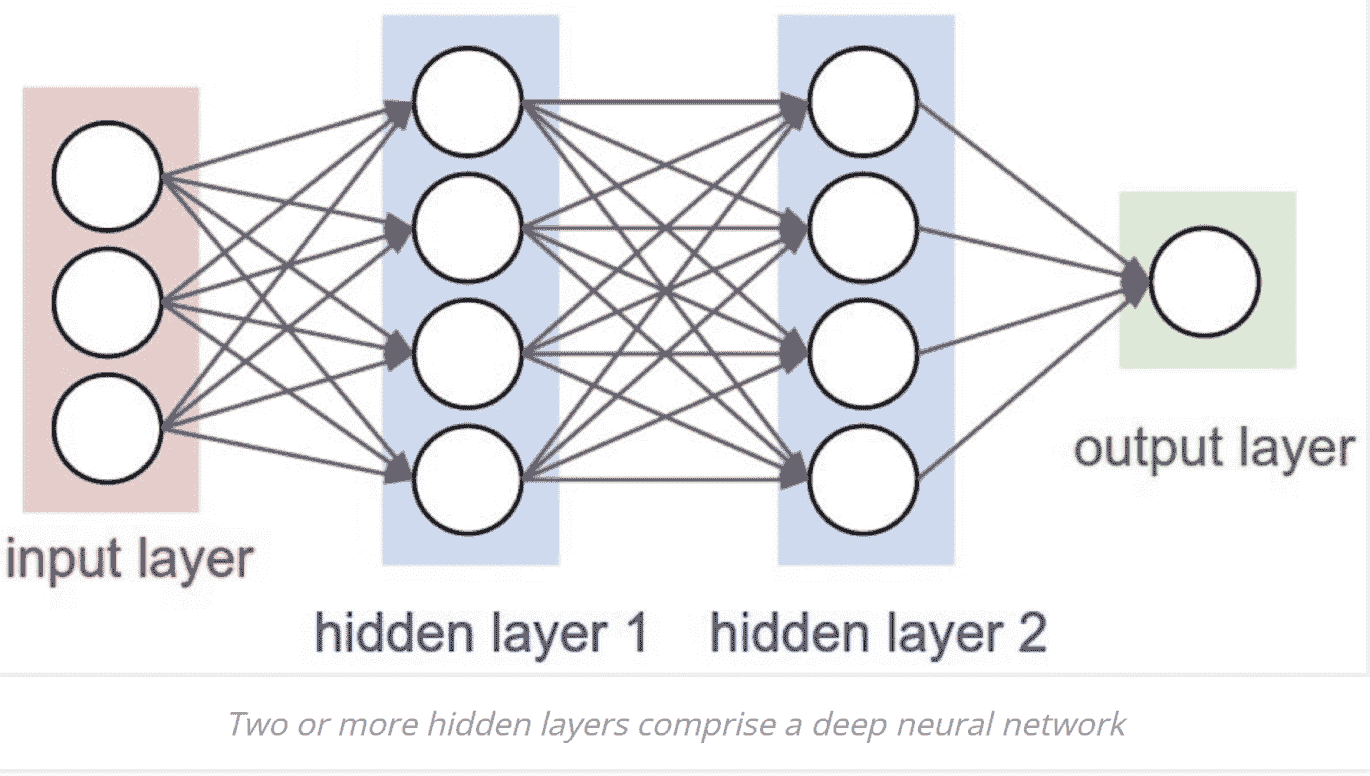 output layer
input layer
hidden layer 1
hidden layer 2
Two or more hidden layers comprise a deep neural network